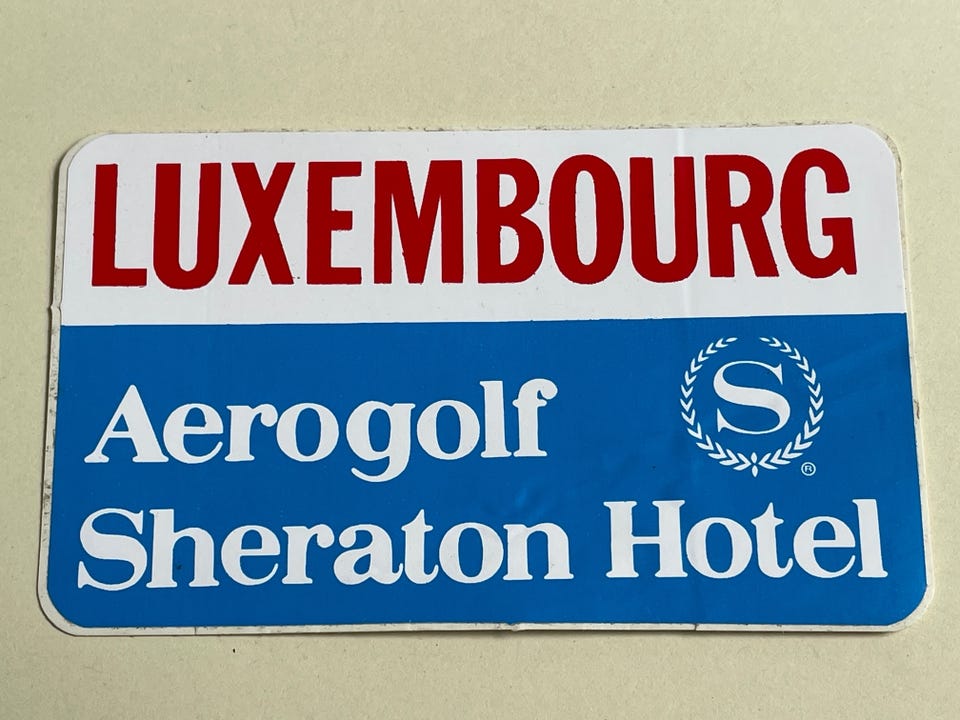 LUXEMBOURG
S
®
Aerogolf
Sheraton Hotel